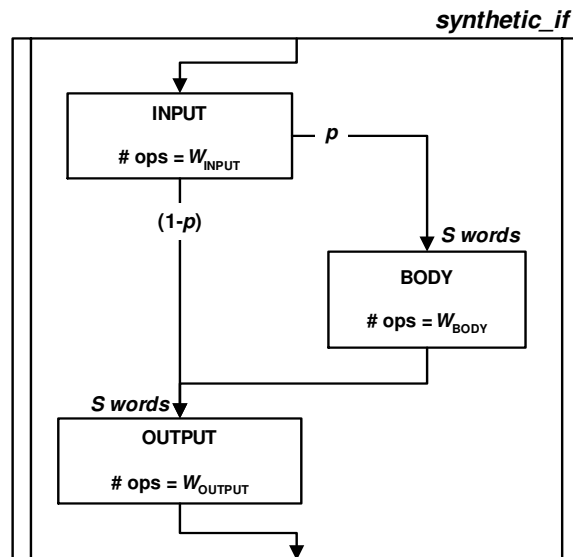 synthetic_if
INPUT
# ops = W_INPUT
p
(1-p)
S words
BODY
# ops = W_BODY
S words
OUTPUT
# ops = W_OUTPUT